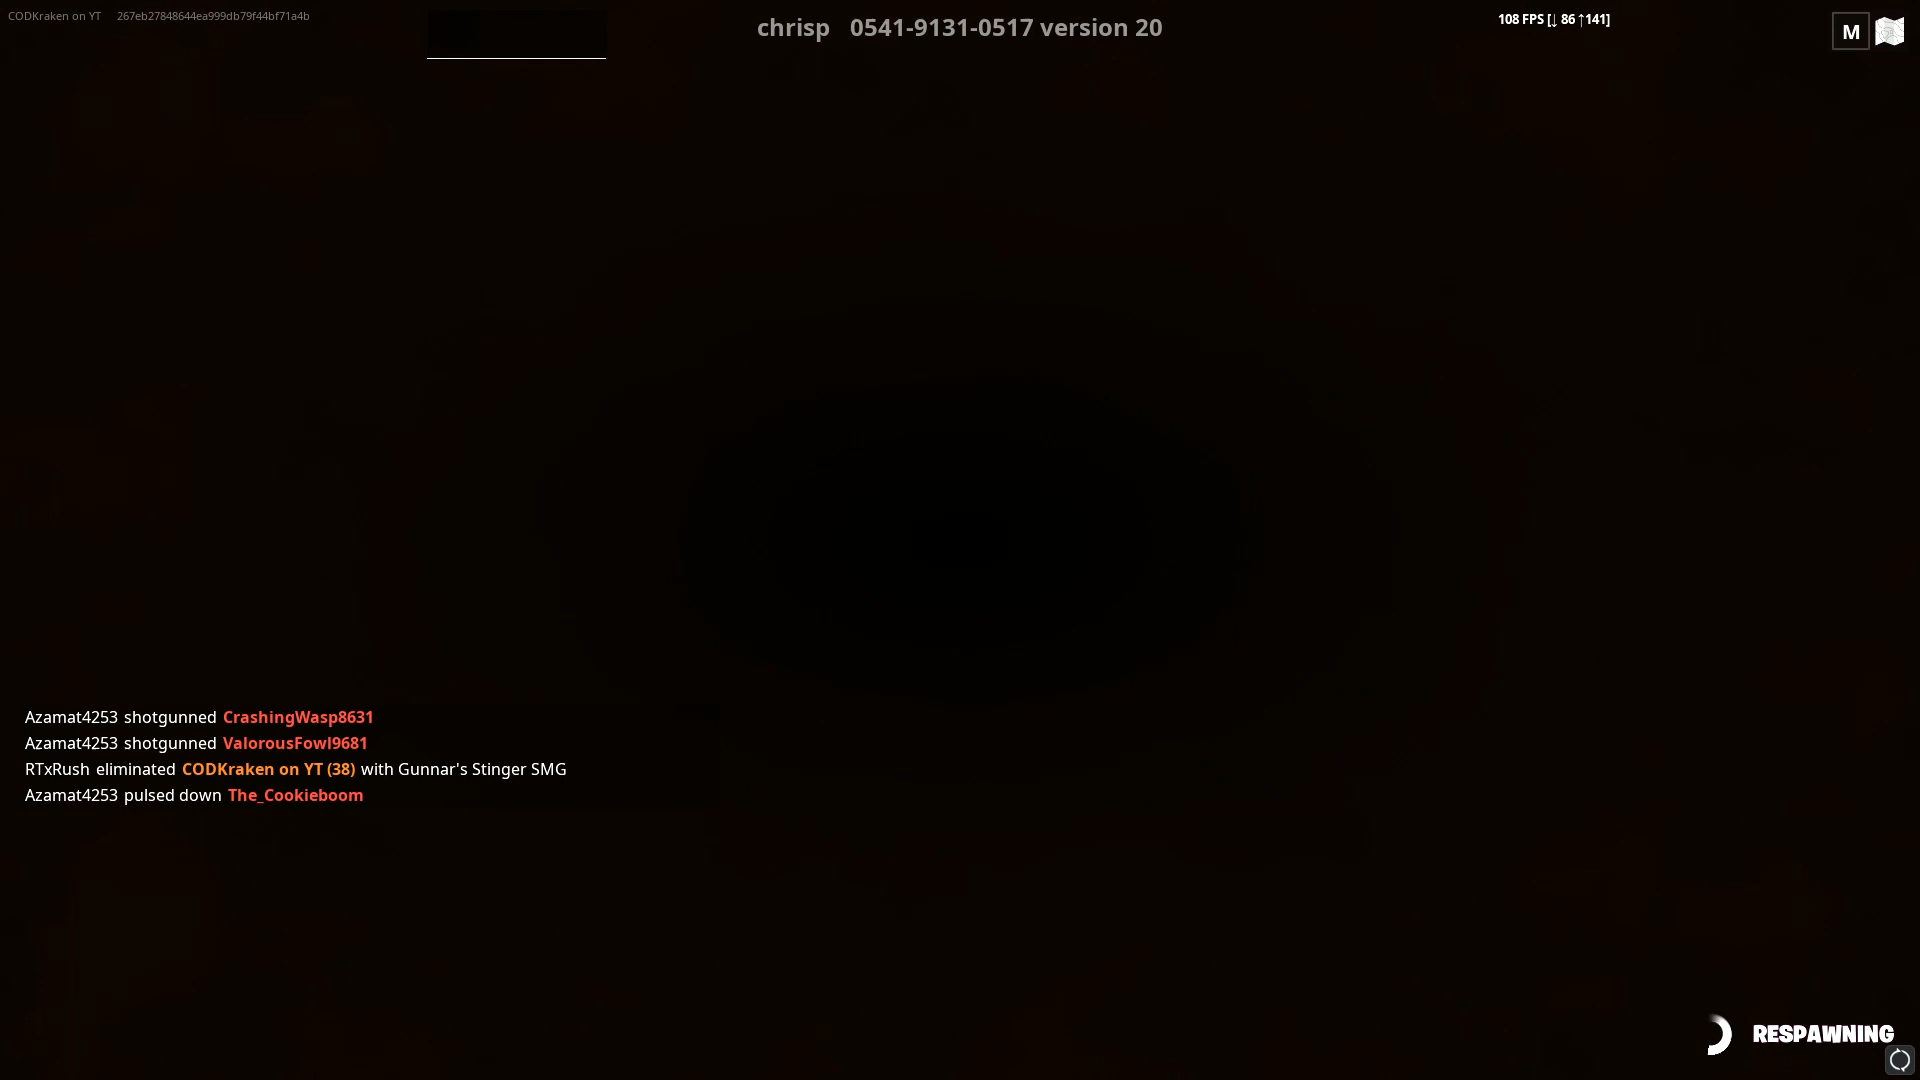 CODKraken on YT 267eb27848644ea999db79f44bf71a4b
chrisp 0541-9131-0517 version 20
108 FPS [↓ 86 ↑141]
M
Azamat4253 shotgunned CrashingWasp8631
Azamat4253 shotgunned ValorousFowl9681
RTxRush eliminated CODKraken on YT (38) with Gunnar's Stinger SMG
Azamat4253 pulsed down The_Cookieboom
RESPAWNING